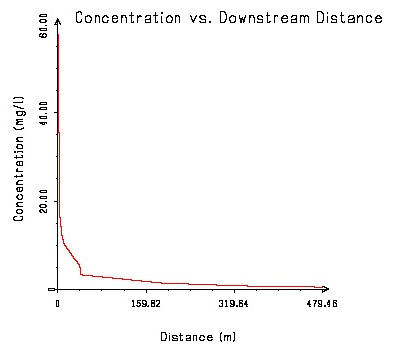 Concentration vs. Downstream Distance
60.00
40.00
20.00
0
Concentration (mg/l)
0 159.82 319.64 479.46
Distance (m)